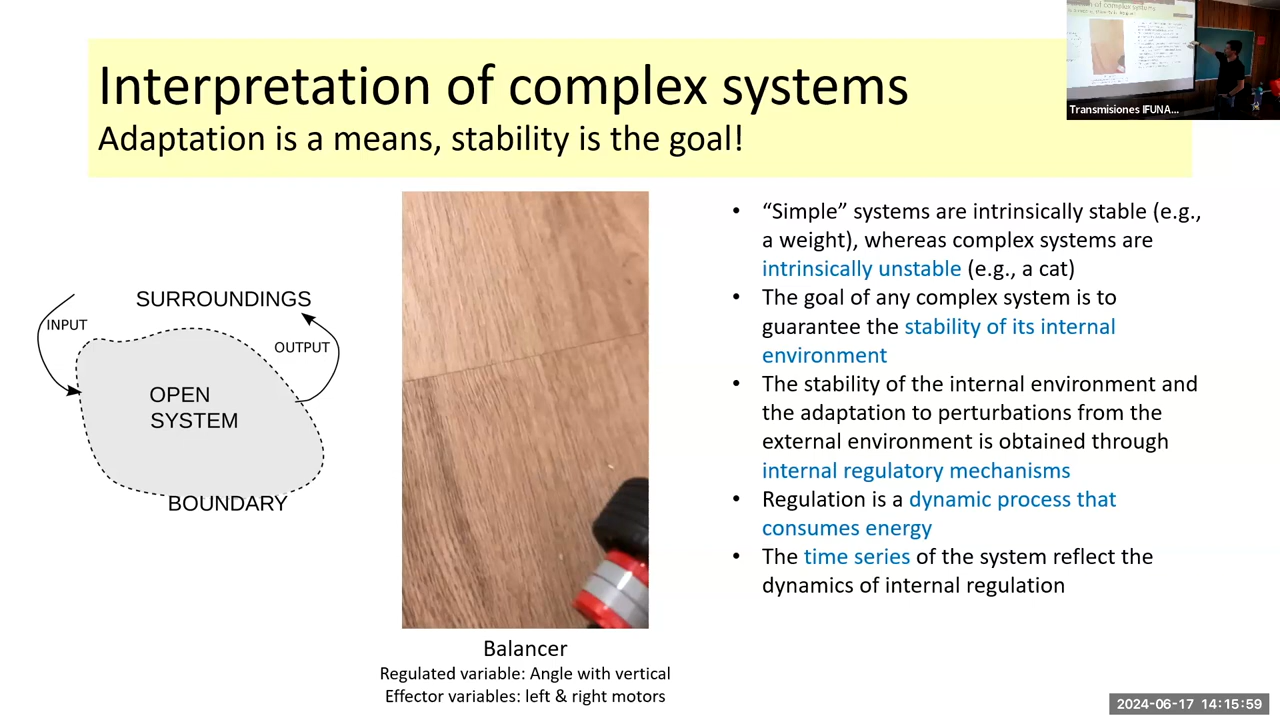 Interpretation of complex systems
Adaptation is a means, stability is the goal!
Transmisiones IFUNA...
SURROUNDINGS
INPUT
OUTPUT
OPEN
SYSTEM
BOUNDARY
Balancer
Regulated variable: Angle with vertical
Effector variables: left & right motors
• “Simple” systems are intrinsically stable (e.g.,
a weight), whereas complex systems are
intrinsically unstable (e.g., a cat)
• The goal of any complex system is to
guarantee the stability of its internal
environment
• The stability of the internal environment and
the adaptation to perturbations from the
external environment is obtained through
internal regulatory mechanisms
• Regulation is a dynamic process that
consumes energy
• The time series of the system reflect the
dynamics of internal regulation
2024-06-17 14:15:59